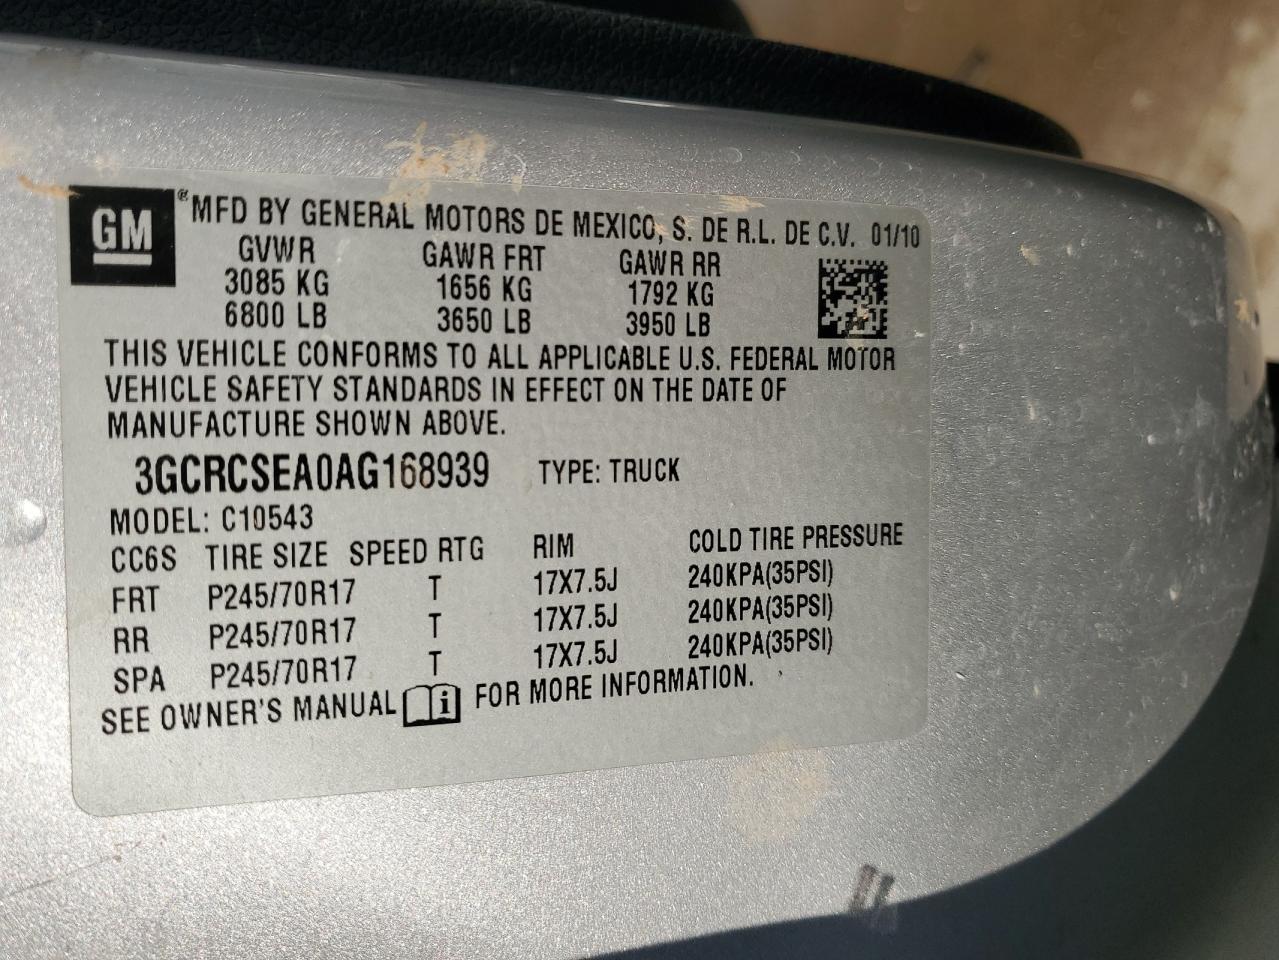 GM ® MFD BY GENERAL MOTORS DE MEXICO, S. DE R.L. DE C.V. 01/10
GVWR GAWR FRT GAWR RR
3085 KG 1656 KG 1792 KG
6800 LB 3650 LB 3950 LB
THIS VEHICLE CONFORMS TO ALL APPLICABLE U.S. FEDERAL MOTOR
VEHICLE SAFETY STANDARDS IN EFFECT ON THE DATE OF
MANUFACTURE SHOWN ABOVE.
3GCRCSEA0AG168939 TYPE: TRUCK
MODEL: C10543
CC6S TIRE SIZE SPEED RTG RIM COLD TIRE PRESSURE
FRT P245/70R17 T 17X7.5J 240KPA(35PSI)
RR P245/70R17 T 17X7.5J 240KPA(35PSI)
SPA P245/70R17 T 17X7.5J 240KPA(35PSI)
SEE OWNER'S MANUAL i FOR MORE INFORMATION.